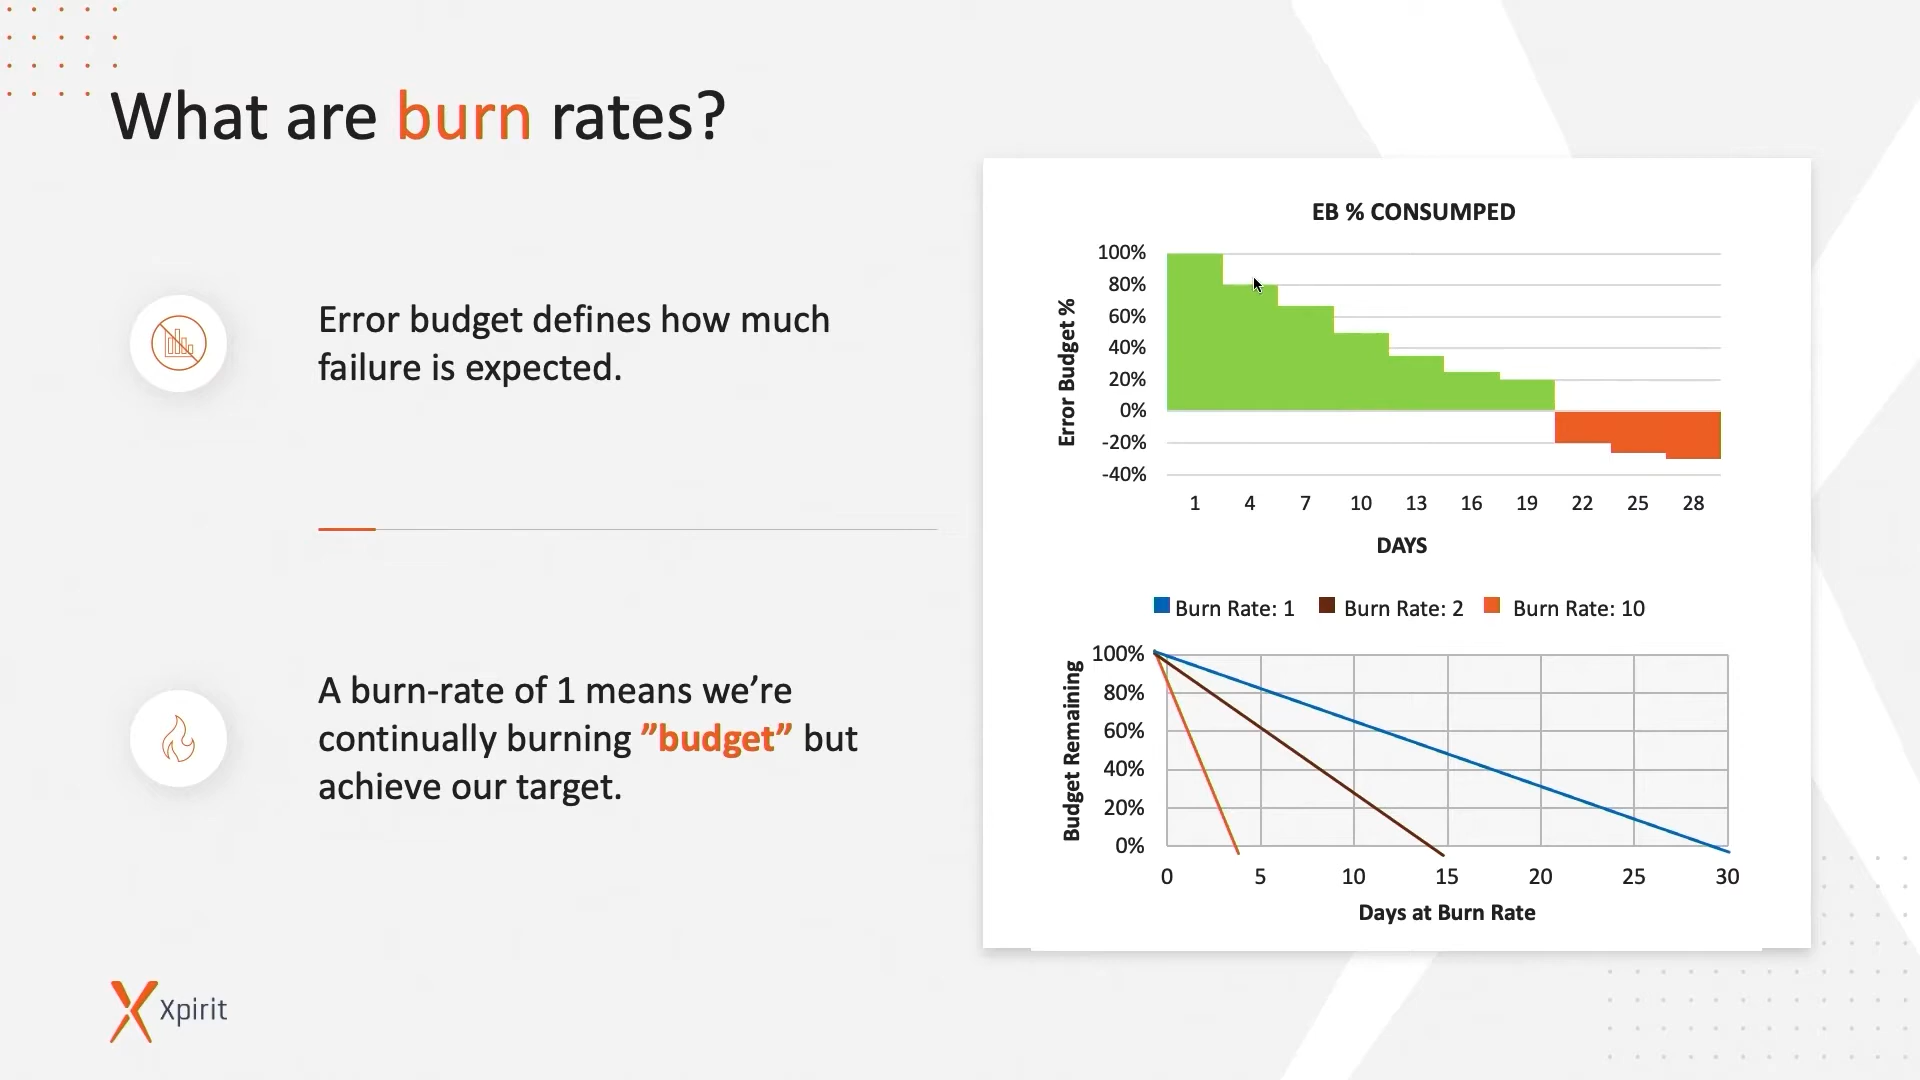 What are burn rates?
Error budget defines how much
failure is expected.
A burn-rate of 1 means we’re
continually burning ”budget” but
achieve our target.
Xpirit
EB % CONSUMPED
Error Budget %
100%
80%
60%
40%
20%
0%
-20%
-40%
1 4 7 10 13 16 19 22 25 28
DAYS
Burn Rate: 1 Burn Rate: 2 Burn Rate: 10
Budget Remaining
100%
80%
60%
40%
20%
0%
0 5 10 15 20 25 30
Days at Burn Rate